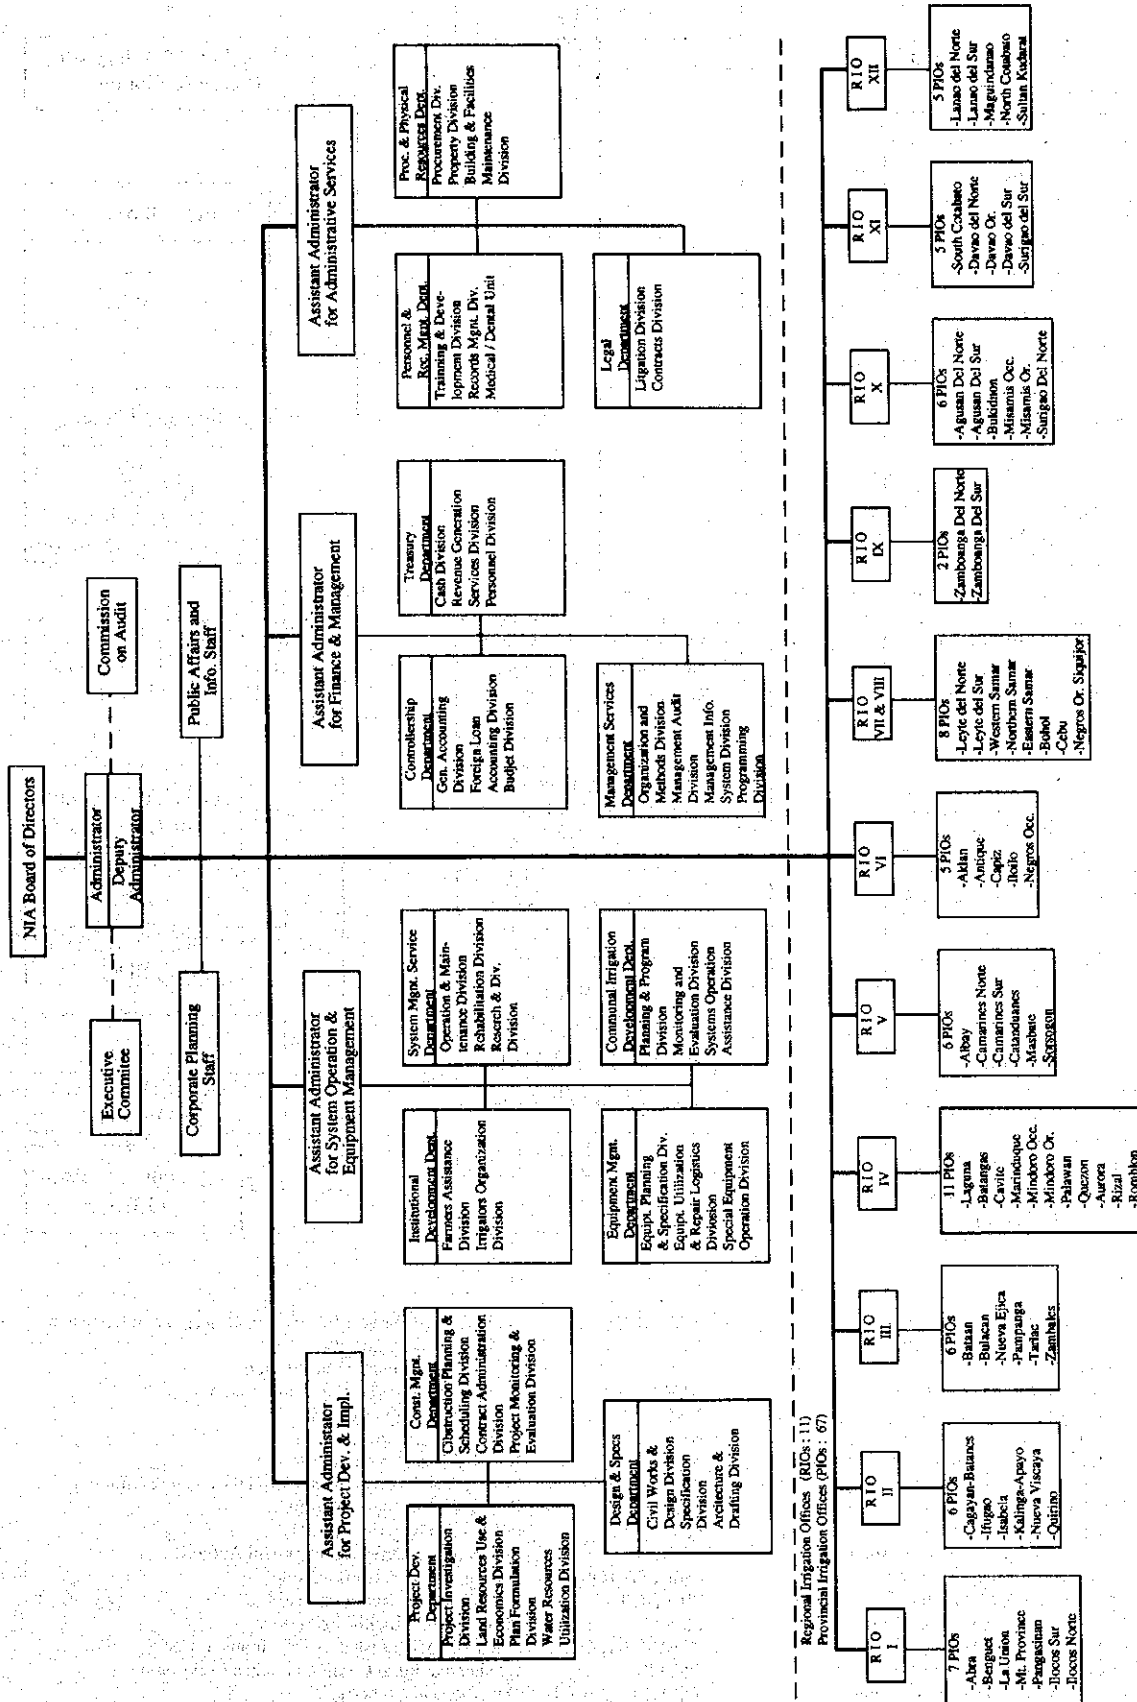 NIA Board of Directors
Administrator
Deputy
Administrator
Executive
Commitee
Commission
on Audit
Corporate Planning
Staff
Public Affairs and
Info. Staff
Assistant Administator
for Project Dev. & Impl.
Assistant Administrator
for System Operation &
Equipment Management
Assistant Administrator
for Finance & Management
Assistant Administrator
for Administrative Services
Project Dev.
Department
Project Investigation
Division
Land Resources Use &
Economics Division
Plan Formulation
Division
Water Resources
Utilization Division
Const. Mgnt.
Department
Cibstruction Planning &
Scheduling Division
Contract Administration
Division
Project Monitoring &
Evaluation Division
Design & Specs
Department
Civil Works &
Design Division
Specification
Division
Arcitecture &
Drafting Division
Institutional
Development Dept.
Farmers Assistance
Division
Irrigators Organization
Division
System Mgnt. Service
Department
Operation & Main-
tenance Division
Rehabilitation Division
Reserch & Div.
Division
Equipment Mgnt.
Department
Equipt. Planning
& Specification Div.
Equipt. Utilization
& Repair Logistics
Diviosion
Special Equipment
Operation Division
Communal Irrigation
Development Dept.
Planning & Program
Division
Monitoring and
Evaluation Division
Systems Operation
Assistance Division
Controllership
Department
Gen. Accounting
Division
Foreign Loan
Accounting Division
Budjet Division
Treasury
Department
Cash Division
Revenue Generation
Services Division
Personnel Division
Management Services
Department
Organization and
Methods Division
Management Audit
Division
Management Info.
System Division
Programming
Division
Personnel &
Rec. Mgnt. Dept.
Trainning & Deve-
lopment Division
Records Mgnt. Div.
Medical / Dental Unit
Proc. & Physical
Resources Dept.
Procurement Div.
Property Division
Building & Facilities
Maintenance
Division
Legal
Department
Litgation Division
Contracts Division
Regional Irrigation Offices (RIOs : 11)
Provincial Irrigation Offices (PIOs : 67)
RIO
I
7 PIOs
-Abra
-Benguet
-La Union
-Mt. Province
-Pangasinan
-Ilocos Sur
-Ilocos Norte
RIO
II
6 PIOs
-Cagayan-Batanes
-Ifugao
-Isabela
-Kalinga-Apayo
-Nueva Viscaya
-Quirino
RIO
III
6 PIOs
-Bataan
-Bulacan
-Nueva Ejica
-Pampanga
-Tarlac
-Zambales
RIO
IV
11 PIOs
-Laguna
-Batangas
-Cavite
-Marinduque
-Mindoro Occ.
-Mindoro Or.
-Palawan
-Quezon
-Aurora
-Rizal
-Romblon
RIO
V
6 PIOs
-Albay
-Camarines Norte
-Camarines Sur
-Catanduanes
-Masbate
-Sorsogon
RIO
VI
5 PIOs
-Aklan
-Antique
-Capiz
-Iloilo
-Negros Occ.
RIO
VII & VIII
8 PIOs
-Leyte del Norte
-Leyte del Sur
-Western Samar
-Northern Samar
-Eastern Samar
-Bohol
-Cebu
-Negros Or. Siquijor
RIO
IX
2 PIOs
-Zamboanga Del Norte
-Zamboanga Del Sur
RIO
X
6 PIOs
-Agusan Del Norte
-Agusan Del Sur
-Bukidnon
-Misamis Occ.
-Misamis Or.
-Surigao Del Norte
RIO
XI
5 PIOs
-South Cotabato
-Davao del Norte
-Davao Or.
-Davao del Sur
-Surigao del Sur
RIO
XII
5 PIOs
-Lanao del Norte
-Lanao del Sur
-Maguindanao
-North Cotabato
-Sultan Kudarat